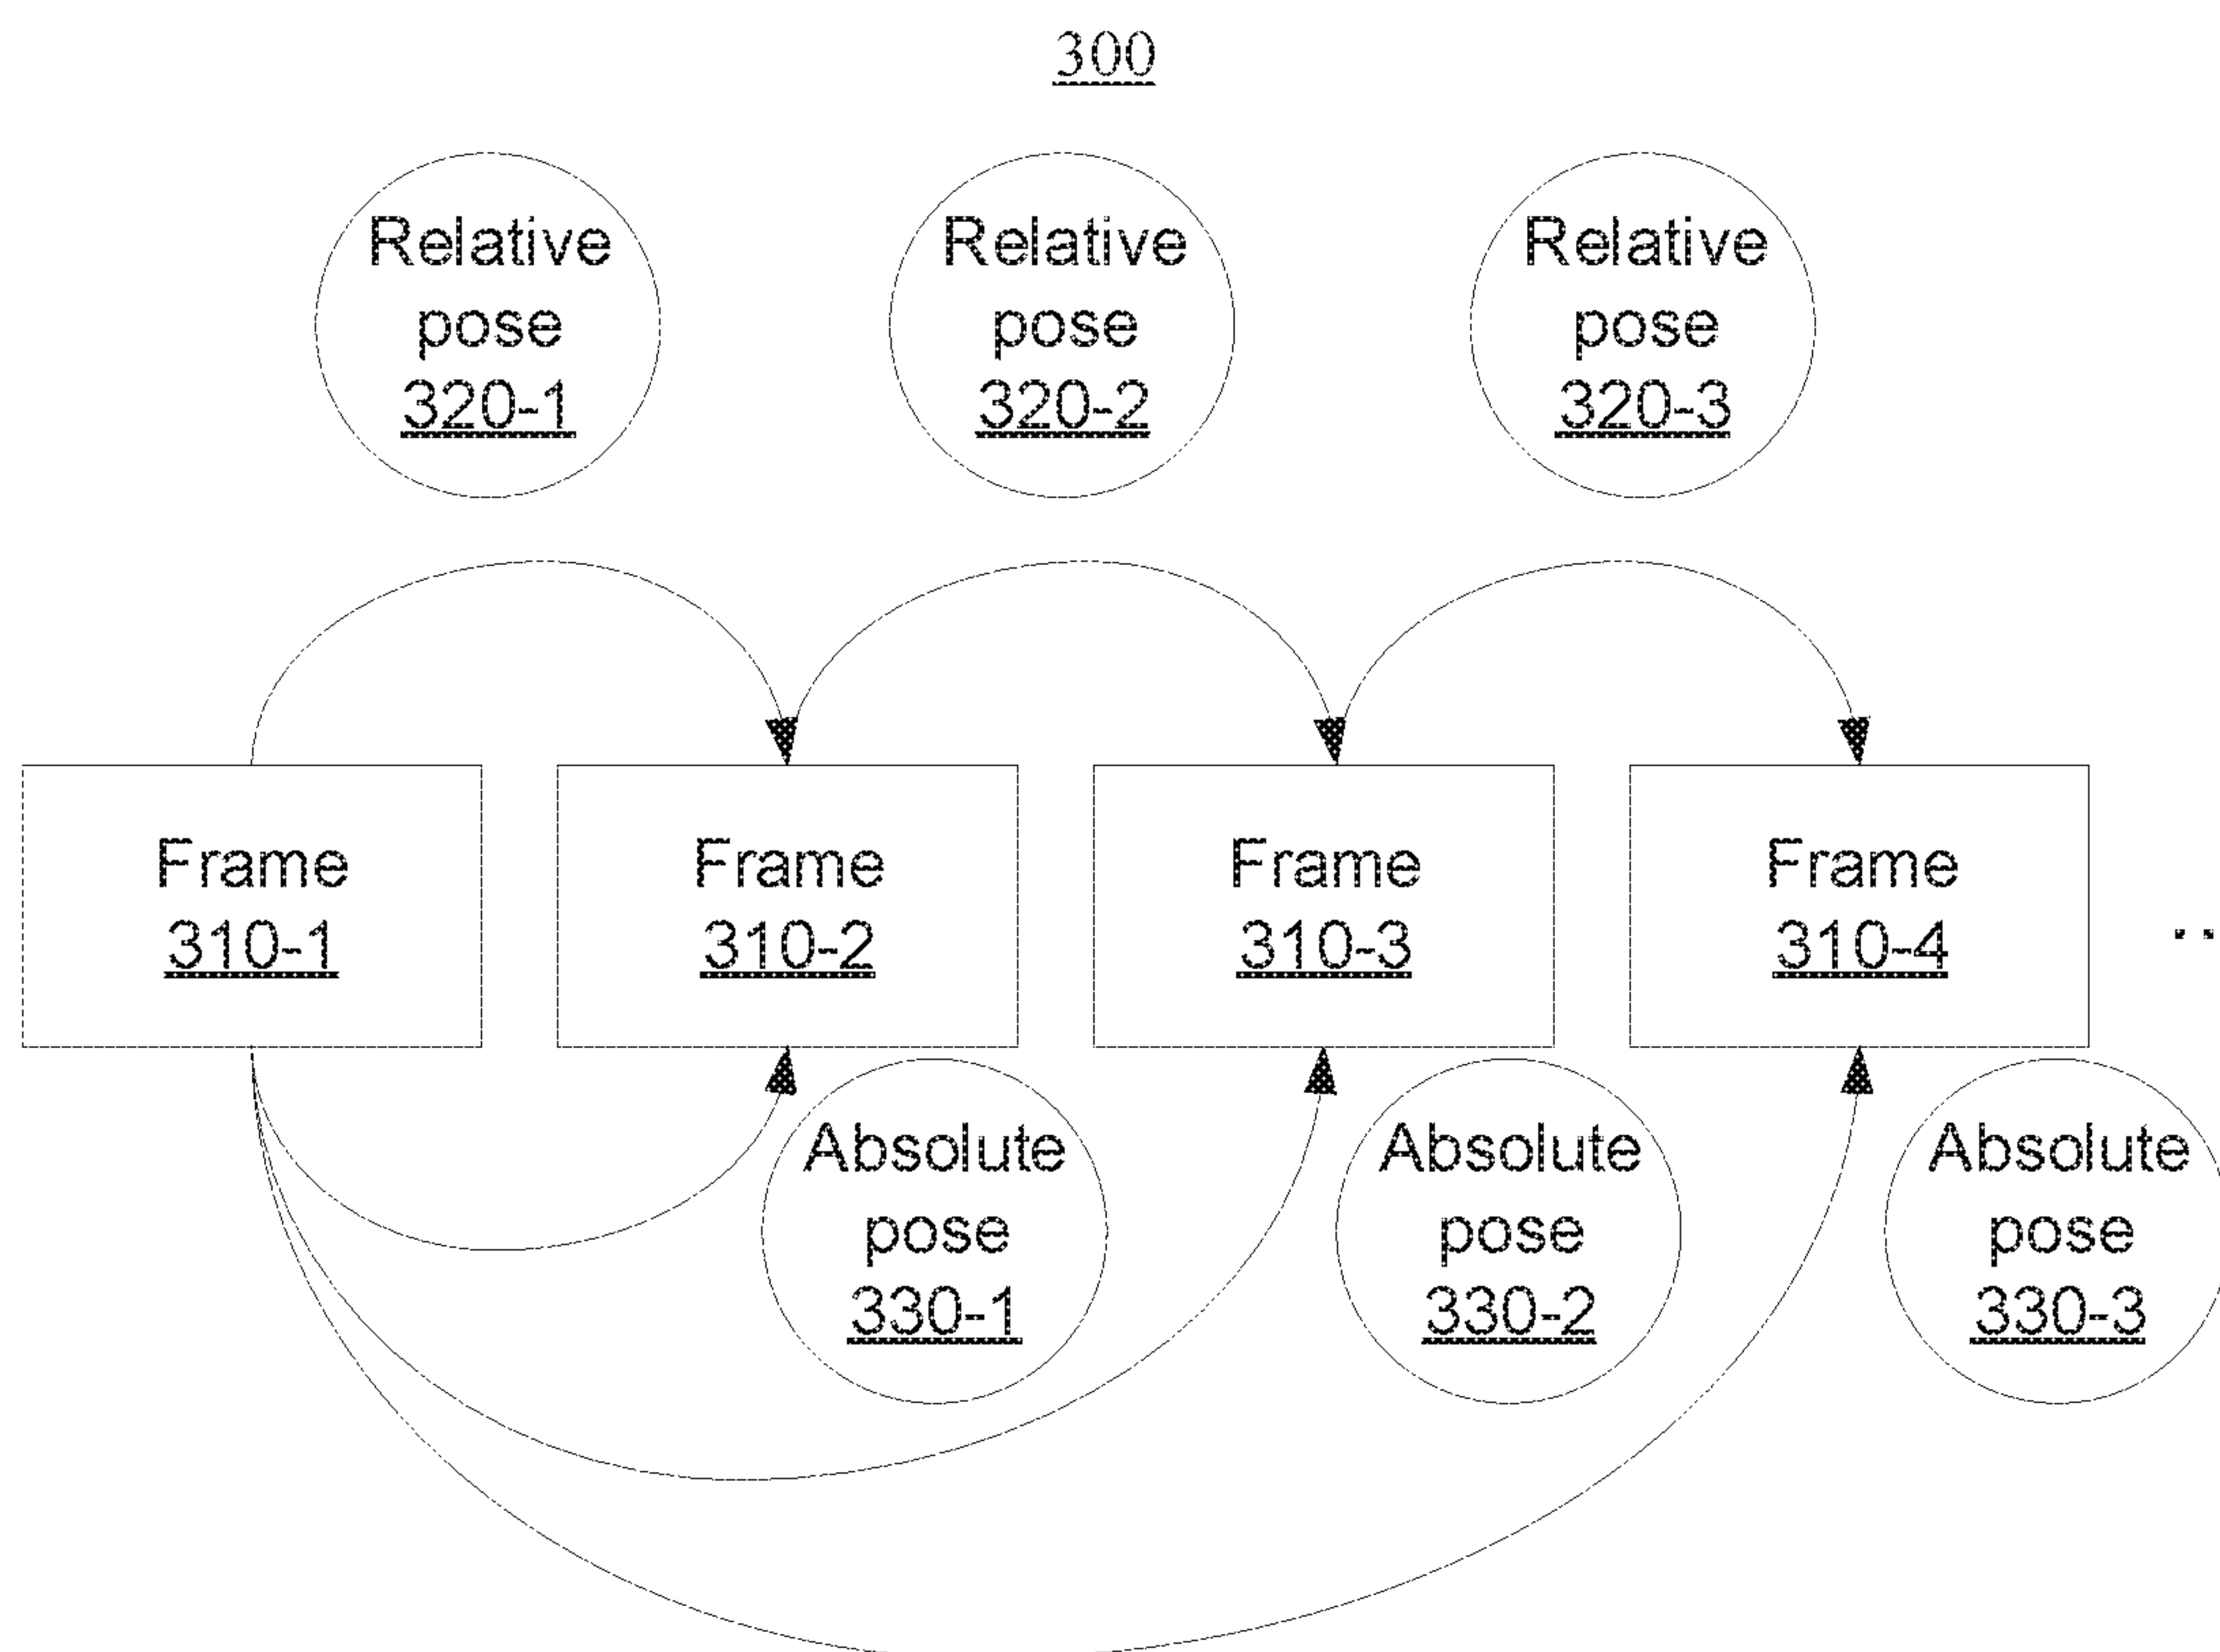 300
Relative
pose
320-1
Relative
pose
320-2
Relative
pose
320-3
Frame
310-1
Frame
310-2
Frame
310-3
Frame
310-4
..
Absolute
pose
330-1
Absolute
pose
330-2
Absolute
pose
330-3